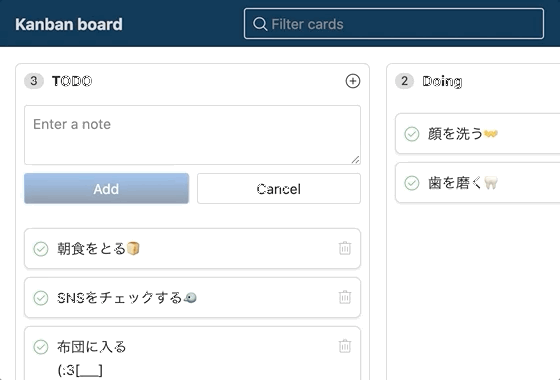 Kanban board
Filter cards
3 TODO
Enter a note
Add
Cancel
朝食をとる🍞
SNSをチェックする🐦
布団に入る
(:3[___]
2 Doing
顔を洗う👐
歯を磨く🦷